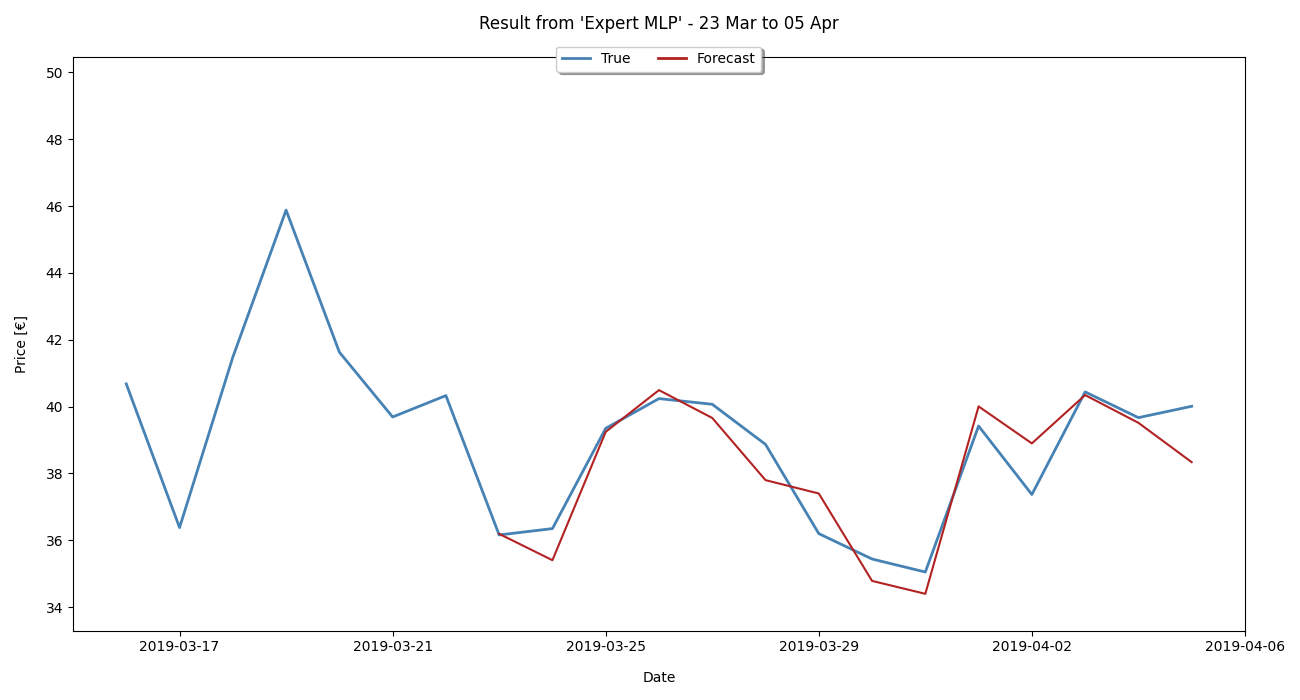 Result from 'Expert MLP' - 23 Mar to 05 Apr
True Forecast
50
48
46
44
42
40
38
36
34
Price [€]
2019-03-17 2019-03-21 2019-03-25 2019-03-29 2019-04-02 2019-04-06
Date